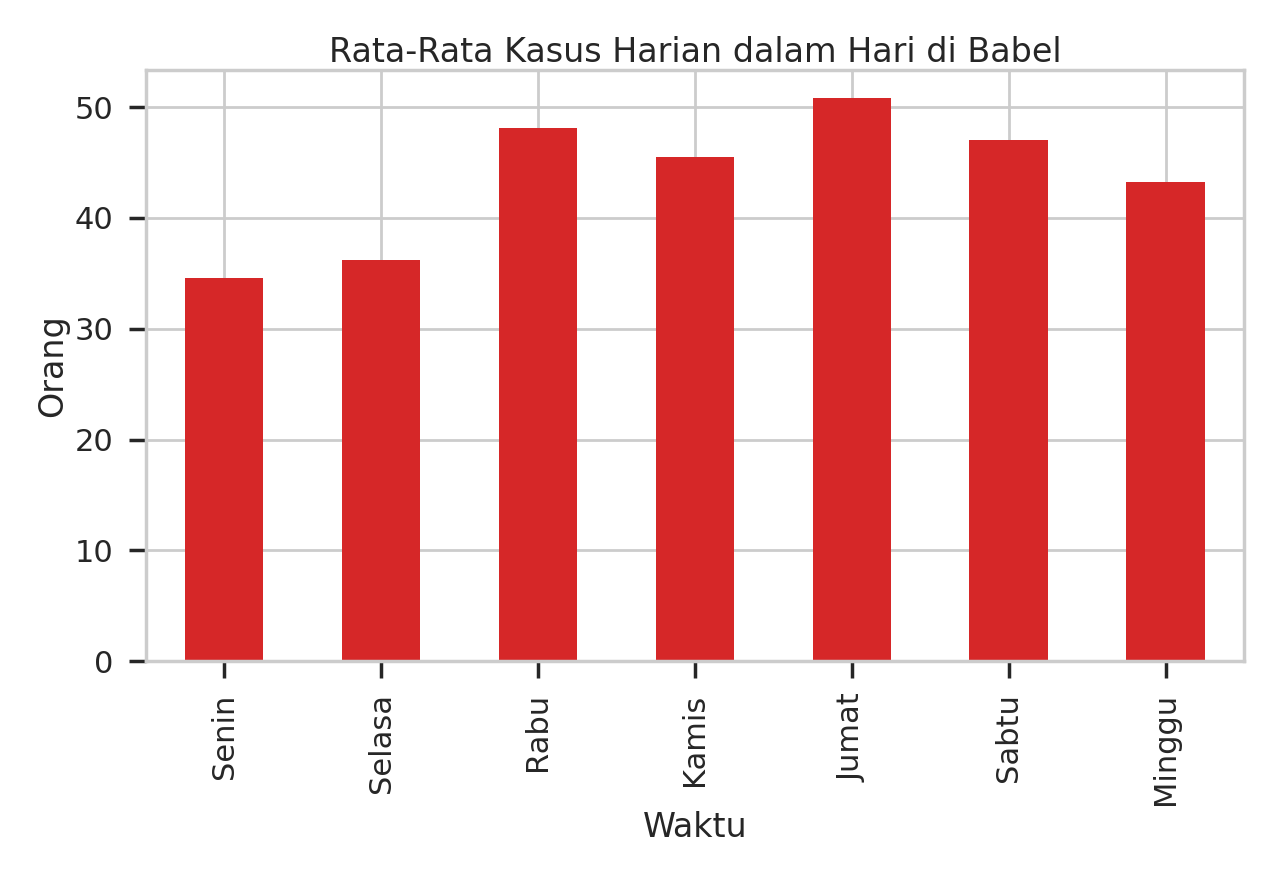 Rata-Rata Kasus Harian dalam Hari di Babel
50
40
30
20
10
0
Orang
Senin
Selasa
Rabu
Kamis
Jumat
Sabtu
Minggu
Waktu